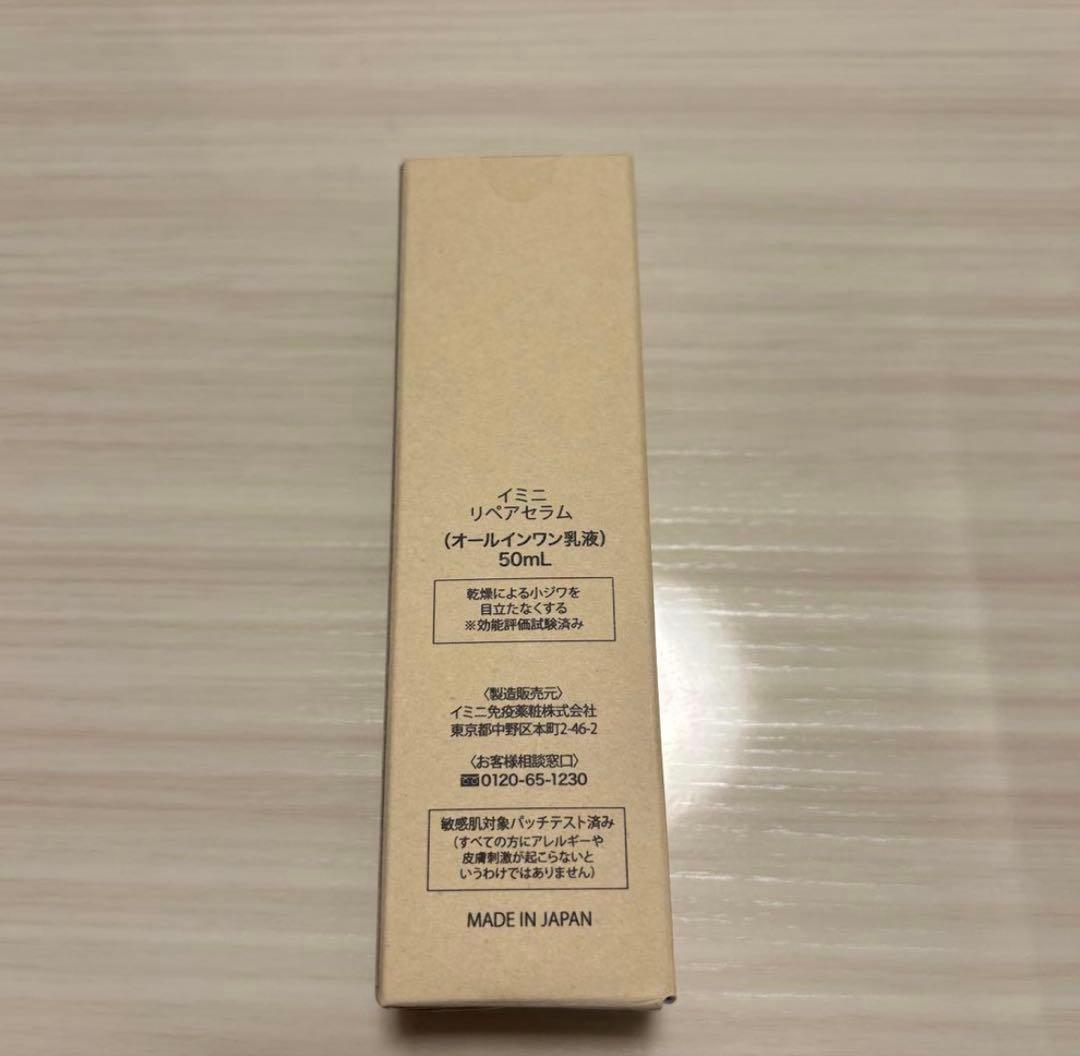 イミニ
リペアセラム
(オールインワン乳液)
50mL
乾燥による小ジワを
目立たなくする
※効能評価試験済み
〈製造販売元〉
イミニ免疫薬粧株式会社
東京都中野区本町2-46-2
〈お客様相談窓口〉
0120-65-1230
敏感肌対象パッチテスト済み
(すべての方にアレルギーや
皮膚刺激が起こらないと
いうわけではありません)
MADE IN JAPAN